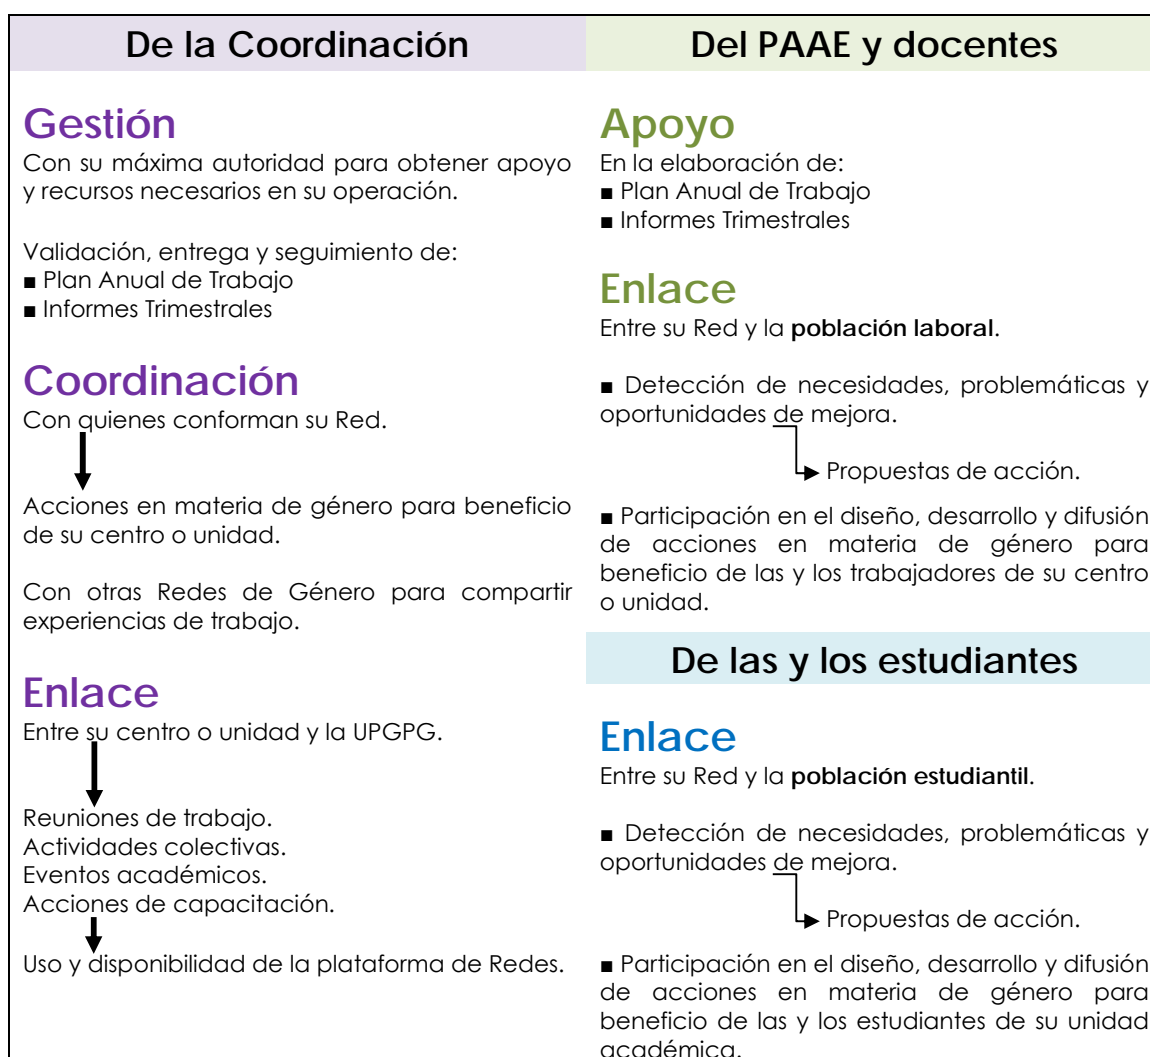 De la Coordinación
Gestión
Con su máxima autoridad para obtener apoyo
y recursos necesarios en su operación.
Validación, entrega y seguimiento de:
■ Plan Anual de Trabajo
■ Informes Trimestrales
Coordinación
Con quienes conforman su Red.
Acciones en materia de género para beneficio
de su centro o unidad.
Con otras Redes de Género para compartir
experiencias de trabajo.
Enlace
Entre su centro o unidad y la UPGPG.
Reuniones de trabajo.
Actividades colectivas.
Eventos académicos.
Acciones de capacitación.
Uso y disponibilidad de la plataforma de Redes.
Del PAAE y docentes
Apoyo
En la elaboración de:
■ Plan Anual de Trabajo
■ Informes Trimestrales
Enlace
Entre su Red y la población laboral.
■ Detección de necesidades, problemáticas y
oportunidades de mejora.
Propuestas de acción.
■ Participación en el diseño, desarrollo y difusión
de acciones en materia de género para
beneficio de las y los trabajadores de su centro
o unidad.
De las y los estudiantes
Enlace
Entre su Red y la población estudiantil.
■ Detección de necesidades, problemáticas y
oportunidades de mejora.
Propuestas de acción.
■ Participación en el diseño, desarrollo y difusión
de acciones en materia de género para
beneficio de las y los estudiantes de su unidad
académica.